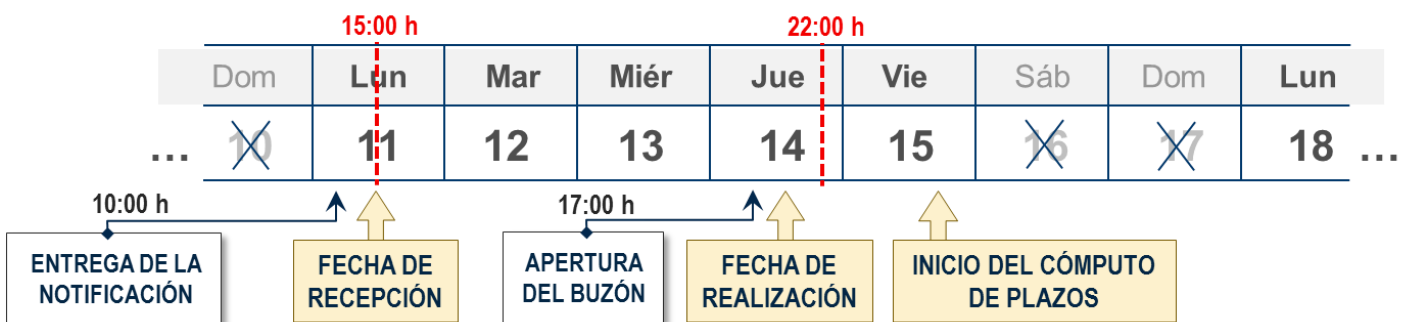 15:00 h 22:00 h
Dom Lun Mar Miér Jue Vie Sáb Dom Lun
... 10 11 12 13 14 15 16 17 18 ...
10:00 h 17:00 h
ENTREGA DE LA NOTIFICACIÓN
FECHA DE RECEPCIÓN
APERTURA DEL BUZÓN
FECHA DE REALIZACIÓN
INICIO DEL CÓMPUTO DE PLAZOS